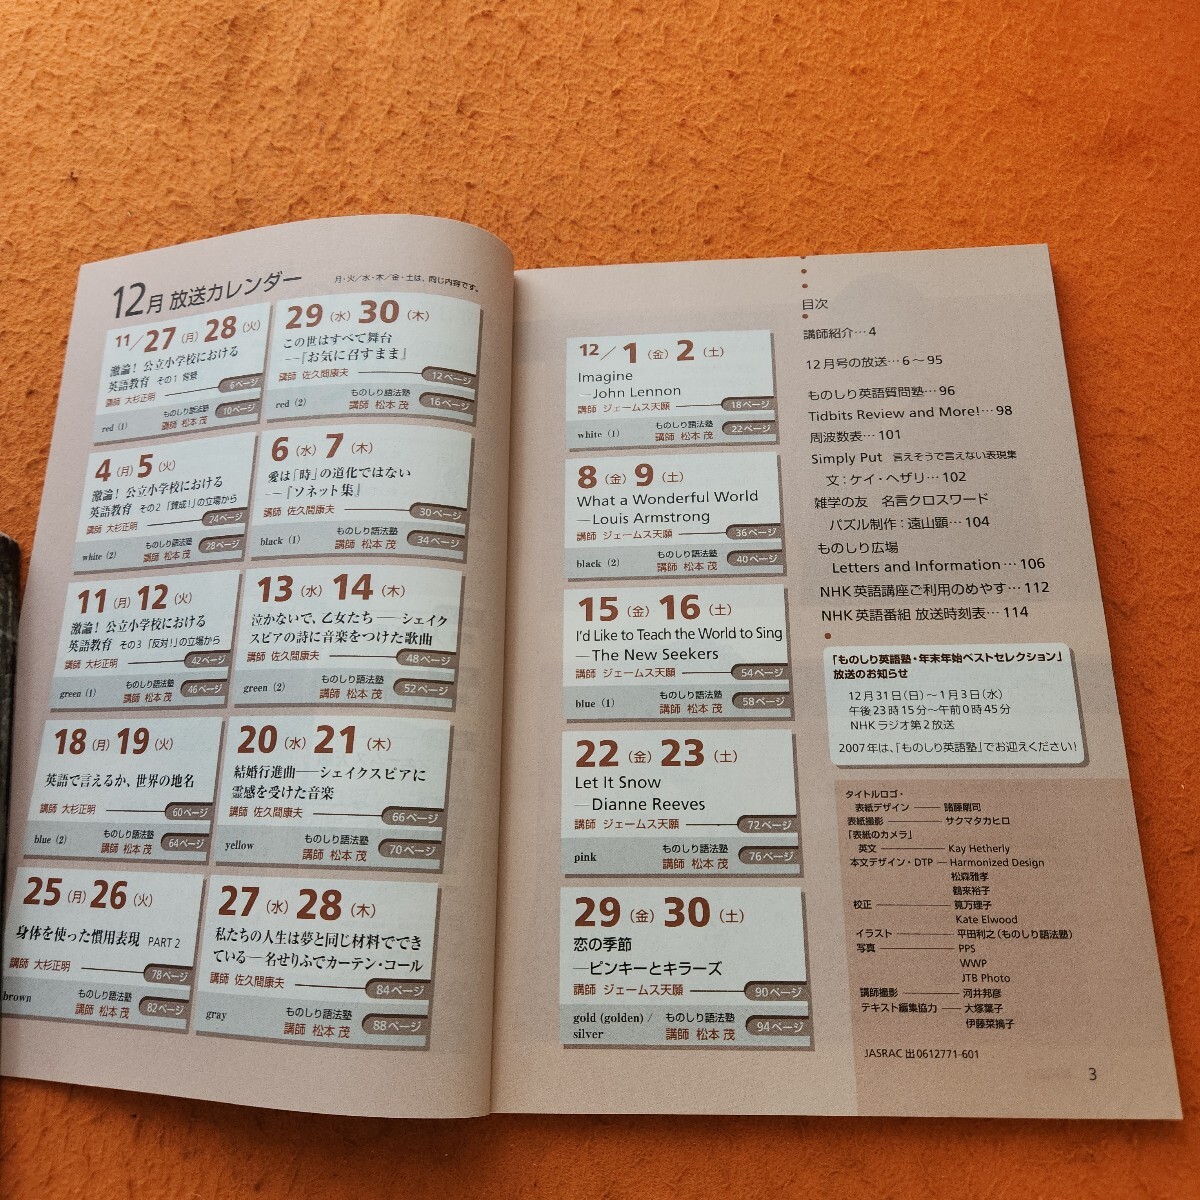 12月 放送カレンダー
月・火／水・木／金・土は、同じ内容です。
11／27（月）28（火）
激論！公立小学校における
英語教育 その1 背景
講師 大杉正明 6ページ
red（1） ものしり語法塾 講師 松本 茂 10ページ
29（水）30（木）
この世はすべて舞台
--『お気に召すまま』
講師 佐久間康夫 12ページ
red（2） ものしり語法塾 講師 松本 茂 16ページ
12／1（金）2（土）
Imagine
—John Lennon
講師 ジェームス天願 18ページ
white（1） ものしり語法塾 講師 松本 茂 22ページ
4（月）5（火）
激論！公立小学校における
英語教育 その2「賛成！」の立場から
講師 大杉正明 24ページ
white（2） ものしり語法塾 講師 松本 茂 28ページ
6（水）7（木）
愛は「時」の道化ではない
--『ソネット集』
講師 佐久間康夫 30ページ
black（1） ものしり語法塾 講師 松本 茂 34ページ
8（金）9（土）
What a Wonderful World
—Louis Armstrong
講師 ジェームス天願 36ページ
black（2） ものしり語法塾 講師 松本 茂 40ページ
11（月）12（火）
激論！公立小学校における
英語教育 その3「反対！」の立場から
講師 大杉正明 42ページ
green（1） ものしり語法塾 講師 松本 茂 46ページ
13（水）14（木）
泣かないで、乙女たち——シェイク
スピアの詩に音楽をつけた歌曲
講師 佐久間康夫 48ページ
green（2） ものしり語法塾 講師 松本 茂 52ページ
15（金）16（土）
I'd Like to Teach the World to Sing
—The New Seekers
講師 ジェームス天願 54ページ
blue（1） ものしり語法塾 講師 松本 茂 58ページ
18（月）19（火）
英語で言えるか、世界の地名
講師 大杉正明 60ページ
blue（2） ものしり語法塾 講師 松本 茂 64ページ
20（水）21（木）
結婚行進曲——シェイクスピアに
霊感を受けた音楽
講師 佐久間康夫 66ページ
yellow ものしり語法塾 講師 松本 茂 70ページ
22（金）23（土）
Let It Snow
—Dianne Reeves
講師 ジェームス天願 72ページ
pink ものしり語法塾 講師 松本 茂 76ページ
25（月）26（火）
身体を使った慣用表現 PART 2
講師 大杉正明 78ページ
brown ものしり語法塾 講師 松本 茂 82ページ
27（水）28（木）
私たちの人生は夢と同じ材料ででき
ている—名せりふでカーテン・コール
講師 佐久間康夫 84ページ
gray ものしり語法塾 講師 松本 茂 88ページ
29（金）30（土）
恋の季節
—ピンキーとキラーズ
講師 ジェームス天願 90ページ
gold (golden) / silver ものしり語法塾 講師 松本 茂 94ページ
目次
講師紹介…4
12月号の放送…6〜95
ものしり英語質問塾…96
Tidbits Review and More!…98
周波数表…101
Simply Put 言えそうで言えない表現集
文：ケイ・ヘザリ…102
雑学の友 名言クロスワード
パズル制作：遠山顕…104
ものしり広場
Letters and Information…106
NHK英語講座ご利用のめやす…112
NHK英語番組 放送時刻表…114
「ものしり英語塾・年末年始ベストセレクション」
放送のお知らせ
12月31日（日）〜1月3日（水）
午後23時15分〜午前0時45分
NHKラジオ第2放送
2007年は、「ものしり英語塾」でお迎えください！
タイトルロゴ・
表紙デザイン——諸藤剛司
表紙撮影——サクマタカヒロ
「表紙のカメラ」
英文——Kay Hetherly
本文デザイン・DTP—Harmonized Design
松森雅孝
鶴来裕子
校正——筧万理子
Kate Elwood
イラスト——平田利之（ものしり語法塾）
写真——PPS
WWP
JTB Photo
講師撮影——河井邦彦
テキスト編集協力——大塚葉子
伊藤菜摘子
JASRAC 出0612771-601
3